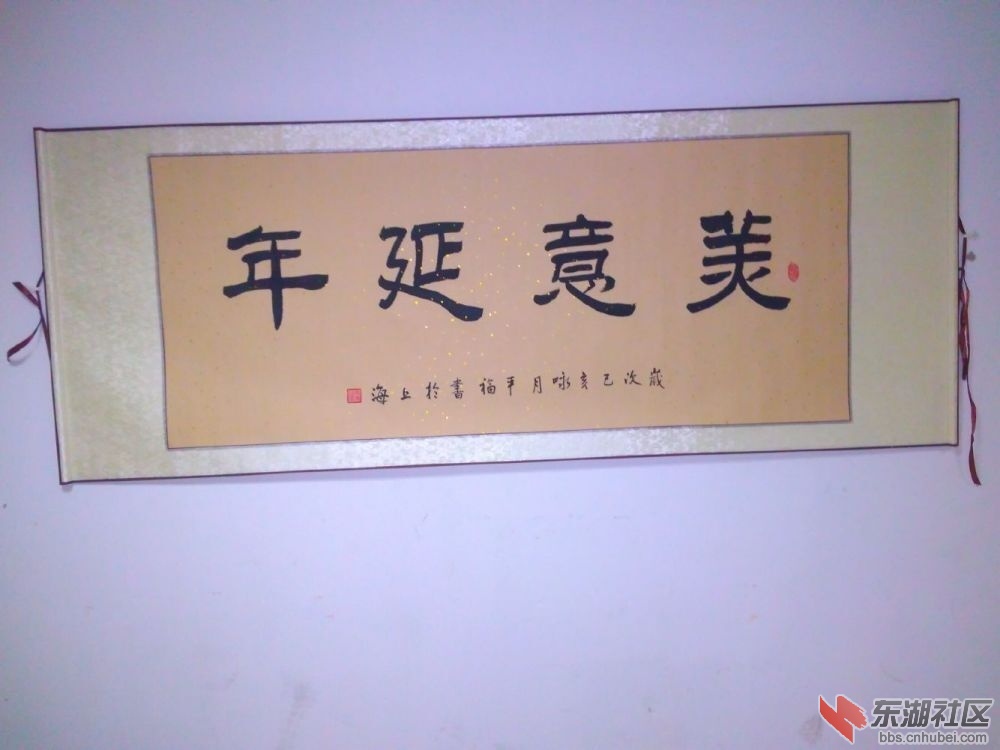 美意延年
歲次己亥咏月平福書於上海
东湖社区
bbs.cnhubei.com